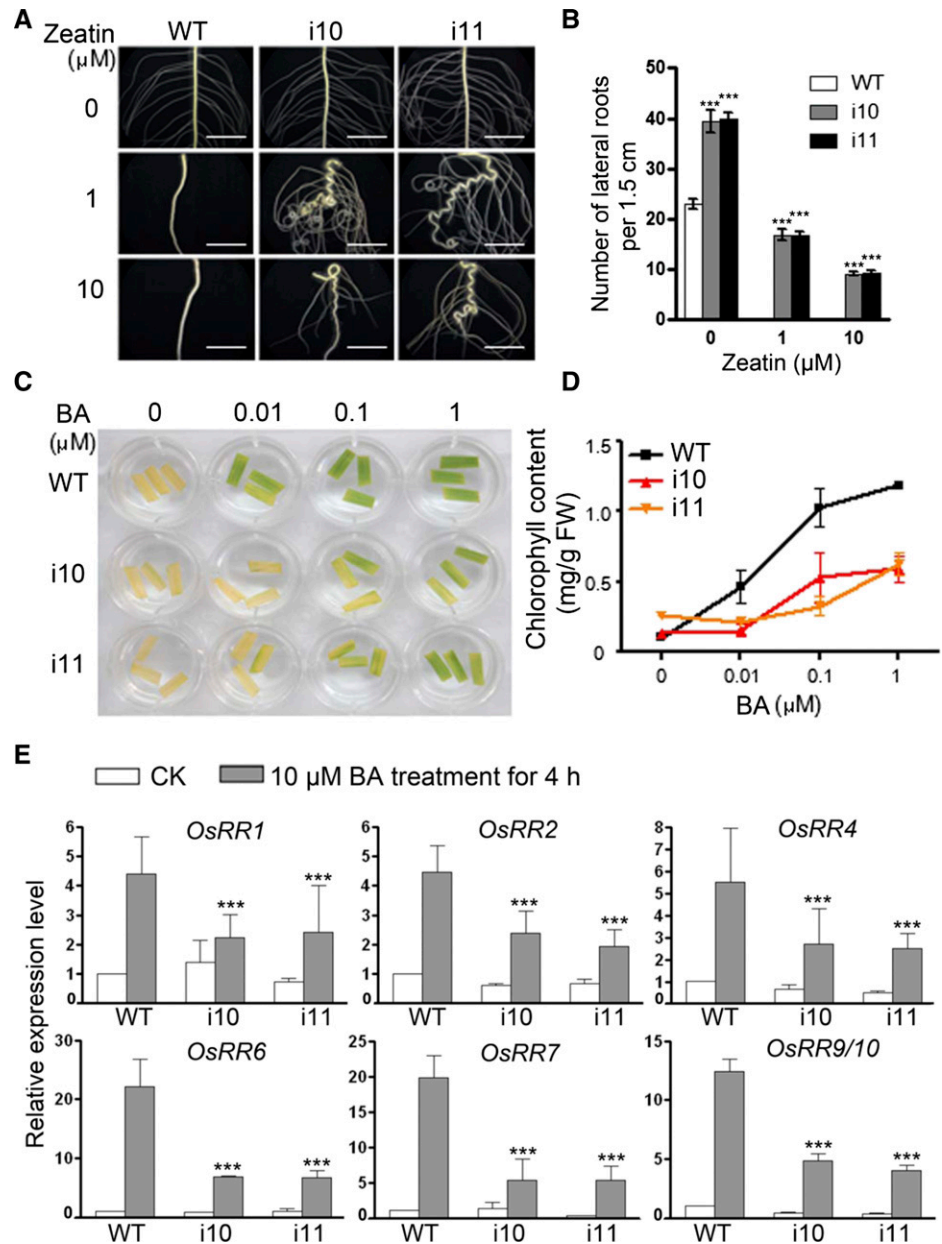 A
Zeatin WT i10 i11
(µM)
0
1
10
B
50
40
30
20
10
0
Number of lateral roots
per 1.5 cm
WT
i10
i11
*** ***
*** ***
*** ***
0 1 10
Zeatin (µM)
C
BA 0 0.01 0.1 1
(µM)
WT
i10
i11
D
WT
i10
i11
1.5
1.0
0.5
0
Chlorophyll content
(mg/g FW)
0 0.01 0.1 1
BA (µM)
E
CK 10 µM BA treatment for 4 h
Relative expression level
OsRR1
6
5
4
3
2
1
0
*** ***
WT i10 i11
OsRR2
6
5
4
3
2
1
0
*** ***
WT i10 i11
OsRR4
8
7
6
5
4
3
2
1
0
*** ***
WT i10 i11
OsRR6
30
20
10
0
*** ***
WT i10 i11
OsRR7
25
20
15
10
5
0
*** ***
WT i10 i11
OsRR9/10
15
10
5
0
*** ***
WT i10 i11